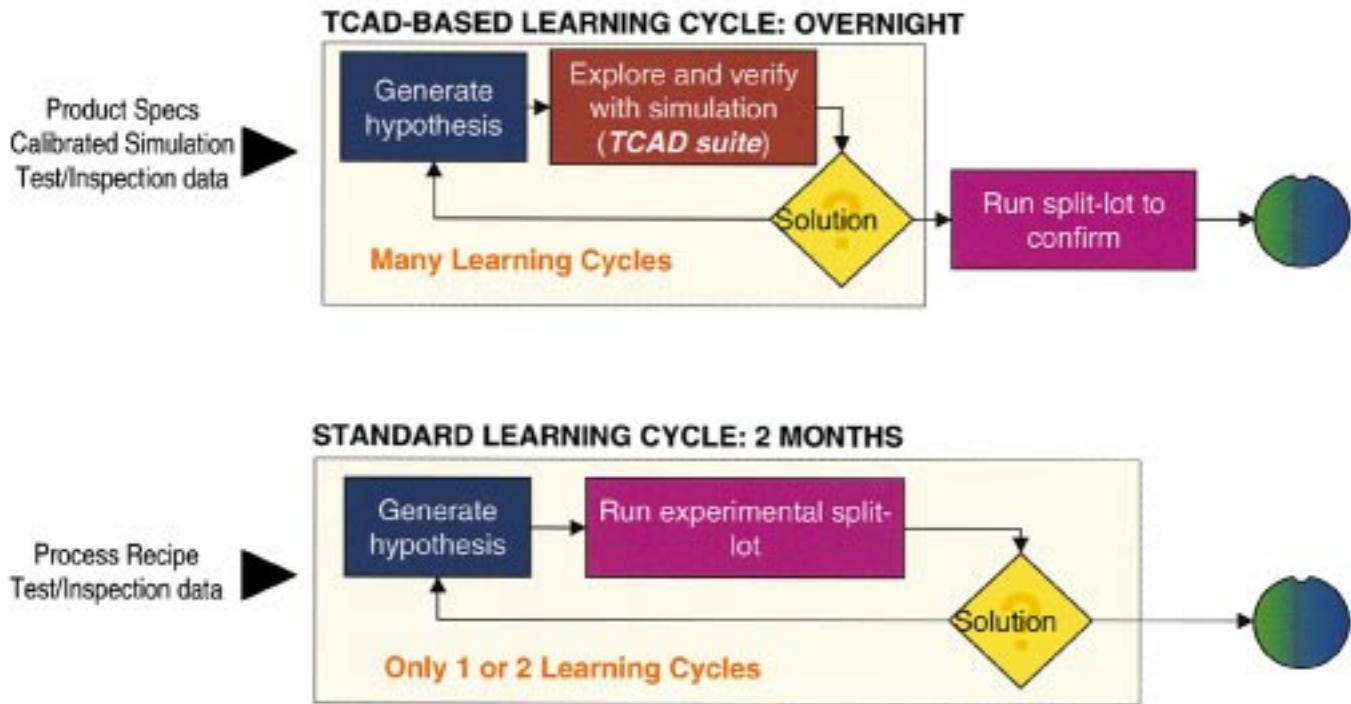 TCAD-BASED LEARNING CYCLE: OVERNIGHT
Product Specs
Calibrated Simulation
Test/Inspection data
Generate
hypothesis
Explore and verify
with simulation
(TCAD suite)
?
Solution
Run split-lot to
confirm
Many Learning Cycles
STANDARD LEARNING CYCLE: 2 MONTHS
Process Recipe
Test/Inspection data
Generate
hypothesis
Run experimental split-
lot
?
Solution
Only 1 or 2 Learning Cycles